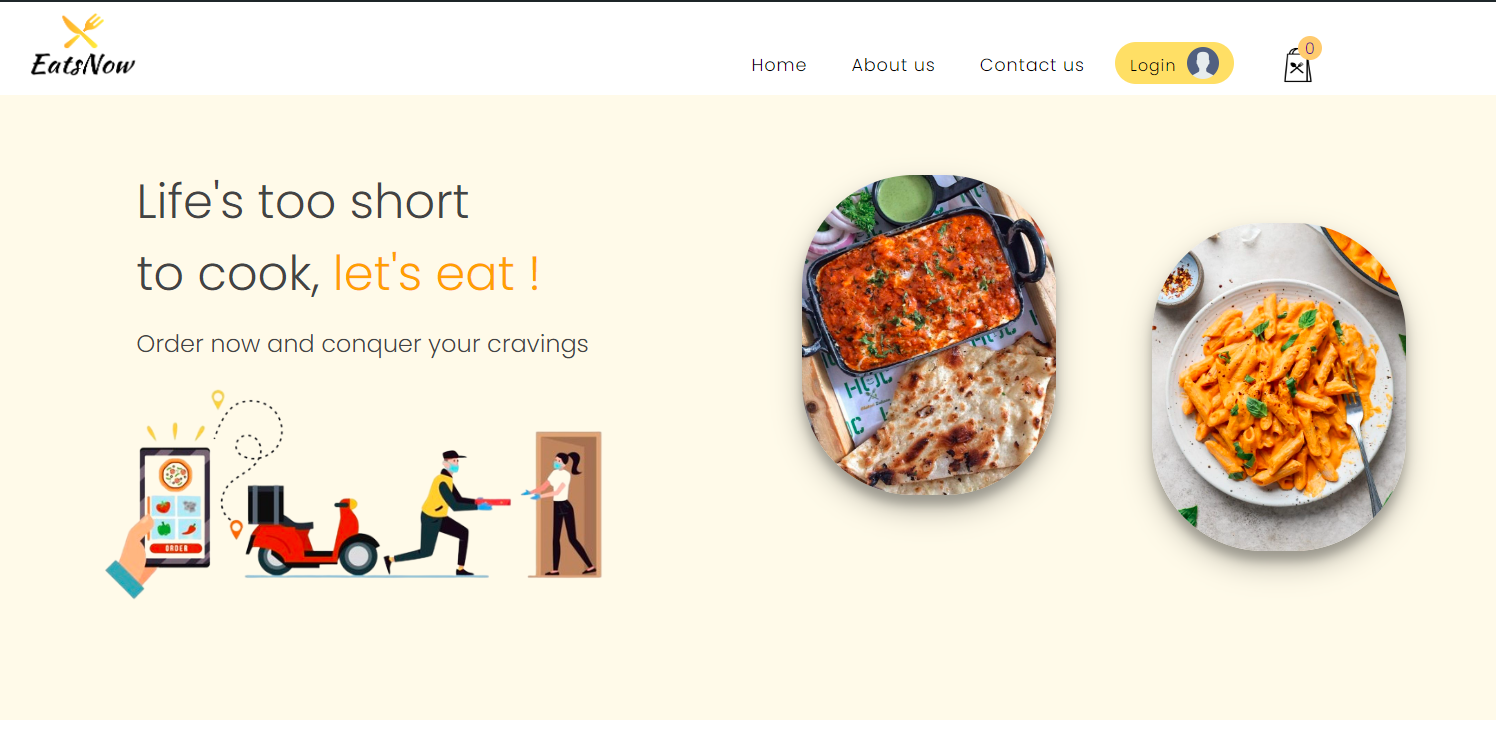 EatsNow
Home About us Contact us Login 0
Life's too short
to cook, let's eat !
Order now and conquer your cravings
ORDER